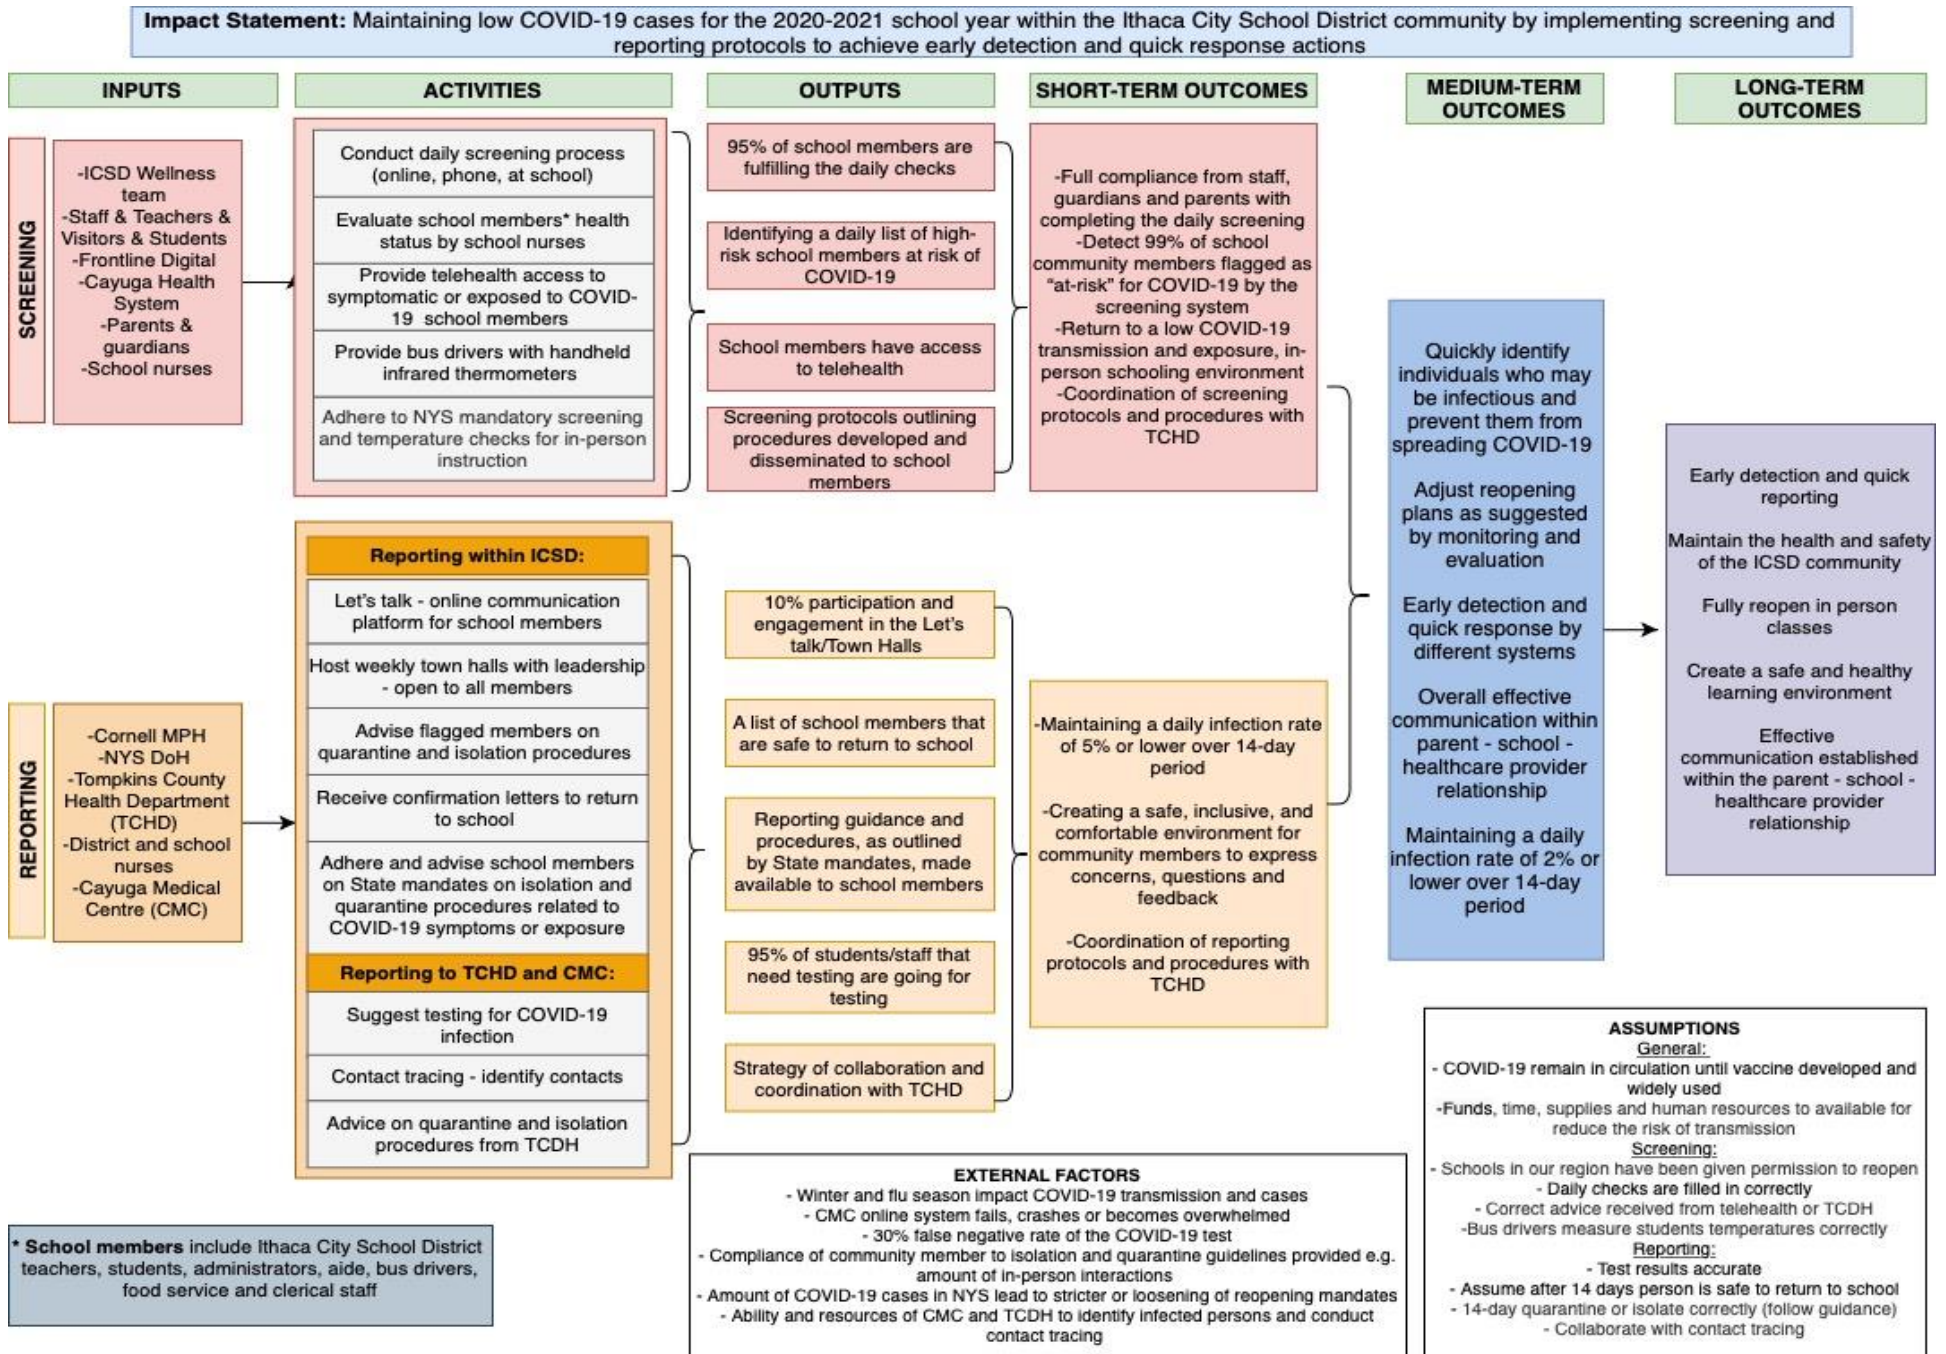 Impact Statement: Maintaining low COVID-19 cases for the 2020-2021 school year within the Ithaca City School District community by implementing screening and
reporting protocols to achieve early detection and quick response actions
INPUTS
ACTIVITIES
OUTPUTS
SHORT-TERM OUTCOMES
MEDIUM-TERM
OUTCOMES
LONG-TERM
OUTCOMES
SCREENING
-ICSD Wellness
team
-Staff & Teachers &
Visitors & Students
-Frontline Digital
-Cayuga Health
System
-Parents &
guardians
-School nurses
Conduct daily screening process
(online, phone, at school)
Evaluate school members* health
status by school nurses
Provide telehealth access to
symptomatic or exposed to COVID-
19 school members
Provide bus drivers with handheld
infrared thermometers
Adhere to NYS mandatory screening
and temperature checks for in-person
instruction
95% of school members are
fulfilling the daily checks
Identifying a daily list of high-
risk school members at risk of
COVID-19
School members have access
to telehealth
Screening protocols outlining
procedures developed and
disseminated to school
members
-Full compliance from staff,
guardians and parents with
completing the daily screening
-Detect 99% of school
community members flagged as
"at-risk" for COVID-19 by the
screening system
-Return to a low COVID-19
transmission and exposure, in-
person schooling environment
-Coordination of screening
protocols and procedures with
TCHD
REPORTING
-Cornell MPH
-NYS DoH
-Tompkins County
Health Department
(TCHD)
-District and school
nurses
-Cayuga Medical
Centre (CMC)
Reporting within ICSD:
Let's talk - online communication
platform for school members
Host weekly town halls with leadership
- open to all members
Advise flagged members on
quarantine and isolation procedures
Receive confirmation letters to return
to school
Adhere and advise school members
on State mandates on isolation and
quarantine procedures related to
COVID-19 symptoms or exposure
Reporting to TCHD and CMC:
Suggest testing for COVID-19
infection
Contact tracing - identify contacts
Advice on quarantine and isolation
procedures from TCDH
10% participation and
engagement in the Let's
talk/Town Halls
A list of school members that
are safe to return to school
Reporting guidance and
procedures, as outlined
by State mandates, made
available to school members
95% of students/staff that
need testing are going for
testing
Strategy of collaboration and
coordination with TCHD
-Maintaining a daily infection rate
of 5% or lower over 14-day
period
-Creating a safe, inclusive, and
comfortable environment for
community members to express
concerns, questions and
feedback
-Coordination of reporting
protocols and procedures with
TCHD
Quickly identify
individuals who may
be infectious and
prevent them from
spreading COVID-19
Adjust reopening
plans as suggested
by monitoring and
evaluation
Early detection and
quick response by
different systems
Overall effective
communication within
parent - school -
healthcare provider
relationship
Maintaining a daily
infection rate of 2% or
lower over 14-day
period
Early detection and quick
reporting
Maintain the health and safety
of the ICSD community
Fully reopen in person
classes
Create a safe and healthy
learning environment
Effective
communication established
within the parent - school -
healthcare provider
relationship
* School members include Ithaca City School District
teachers, students, administrators, aide, bus drivers,
food service and clerical staff
EXTERNAL FACTORS
- Winter and flu season impact COVID-19 transmission and cases
- CMC online system fails, crashes or becomes overwhelmed
- 30% false negative rate of the COVID-19 test
- Compliance of community member to isolation and quarantine guidelines provided e.g.
amount of in-person interactions
- Amount of COVID-19 cases in NYS lead to stricter or loosening of reopening mandates
- Ability and resources of CMC and TCDH to identify infected persons and conduct
contact tracing
ASSUMPTIONS
General:
- COVID-19 remain in circulation until vaccine developed and
widely used
-Funds, time, supplies and human resources to available for
reduce the risk of transmission
Screening:
- Schools in our region have been given permission to reopen
- Daily checks are filled in correctly
- Correct advice received from telehealth or TCDH
-Bus drivers measure students temperatures correctly
Reporting:
- Test results accurate
- Assume after 14 days person is safe to return to school
- 14-day quarantine or isolate correctly (follow guidance)
- Collaborate with contact tracing